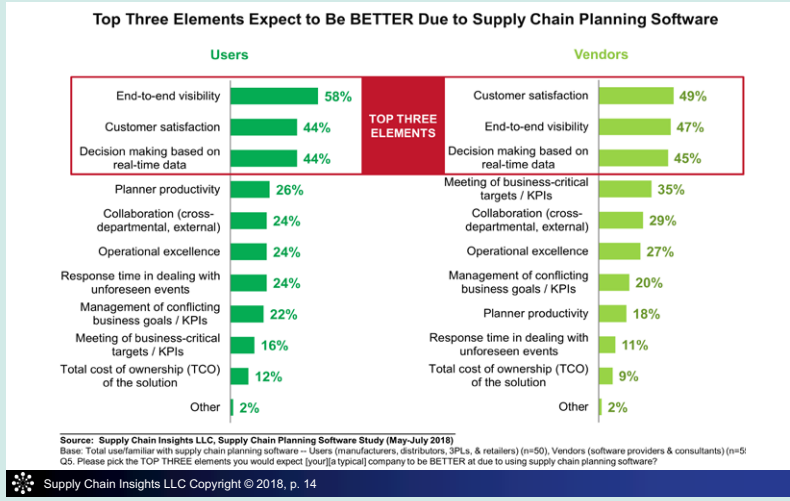 Top Three Elements Expect to Be BETTER Due to Supply Chain Planning Software
Users
End-to-end visibility 58%
Customer satisfaction 44%
Decision making based on
real-time data 44%
Planner productivity 26%
Collaboration (cross-
departmental, external) 24%
Operational excellence 24%
Response time in dealing with
unforeseen events 24%
Management of conflicting
business goals / KPIs 22%
Meeting of business-critical
targets / KPIs 16%
Total cost of ownership (TCO)
of the solution 12%
Other 2%
TOP THREE
ELEMENTS
Vendors
Customer satisfaction 49%
End-to-end visibility 47%
Decision making based on
real-time data 45%
Meeting of business-critical
targets / KPIs 35%
Collaboration (cross-
departmental, external) 29%
Operational excellence 27%
Management of conflicting
business goals / KPIs 20%
Planner productivity 18%
Response time in dealing with
unforeseen events 11%
Total cost of ownership (TCO)
of the solution 9%
Other 2%
Source: Supply Chain Insights LLC, Supply Chain Planning Software Study (May-July 2018)
Base: Total use/familiar with supply chain planning software -- Users (manufacturers, distributors, 3PLs, & retailers) (n=50), Vendors (software providers & consultants)
Q5. Please pick the TOP THREE elements you would expect [your][a typical] company to be BETTER at due to using supply chain planning software?
Supply Chain Insights LLC Copyright © 2018, p. 14